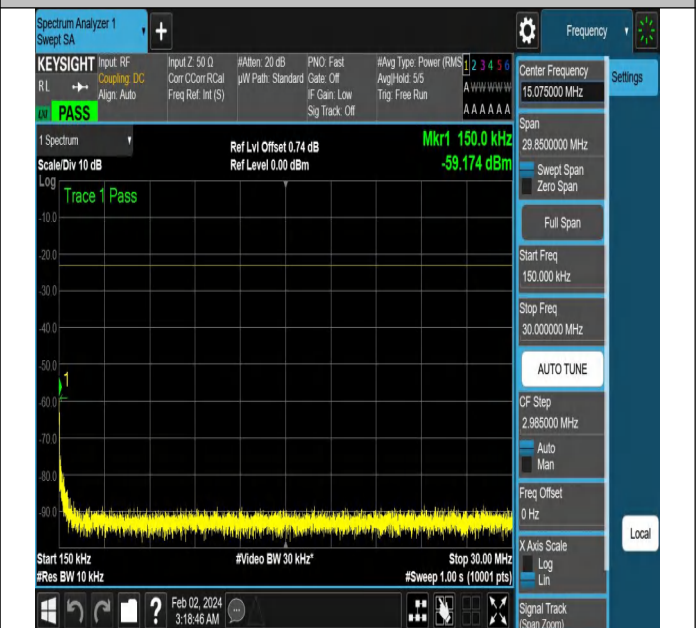 Spectrum Analyzer 1
Swept SA
+
Frequency
KEYSIGHT
RL
Input: RF
Coupling: DC
Align: Auto
Input Z: 50 Ω
Corr CCorr RCal
Freq Ref: Int (S)
#Atten: 20 dB
µW Path: Standard
PNO: Fast
Gate: Off
IF Gain: Low
Sig Track: Off
#Avg Type: Power (RMS
Avg|Hold: 5/5
Trig: Free Run
1 2 3 4 5 6
A W W W W W
A A A A A A
PASS
1 Spectrum
Scale/Div 10 dB
Ref Lvl Offset 0.74 dB
Ref Level 0.00 dBm
Mkr1 150.0 kHz
-59.174 dBm
Log
Trace 1 Pass
-10.0
-20.0
-30.0
-40.0
-50.0
1
-60.0
-70.0
-80.0
-90.0
Start 150 kHz
#Res BW 10 kHz
#Video BW 30 kHz*
Stop 30.00 MHz
#Sweep 1.00 s (10001 pts)
Settings
Center Frequency
15.075000 MHz
Span
29.8500000 MHz
Swept Span
Zero Span
Full Span
Start Freq
150.000 kHz
Stop Freq
30.000000 MHz
AUTO TUNE
CF Step
2.985000 MHz
Auto
Man
Freq Offset
0 Hz
X Axis Scale
Log
Lin
Signal Track
(Span Zoom)
Local
?
Feb 02, 2024
3:18:46 AM